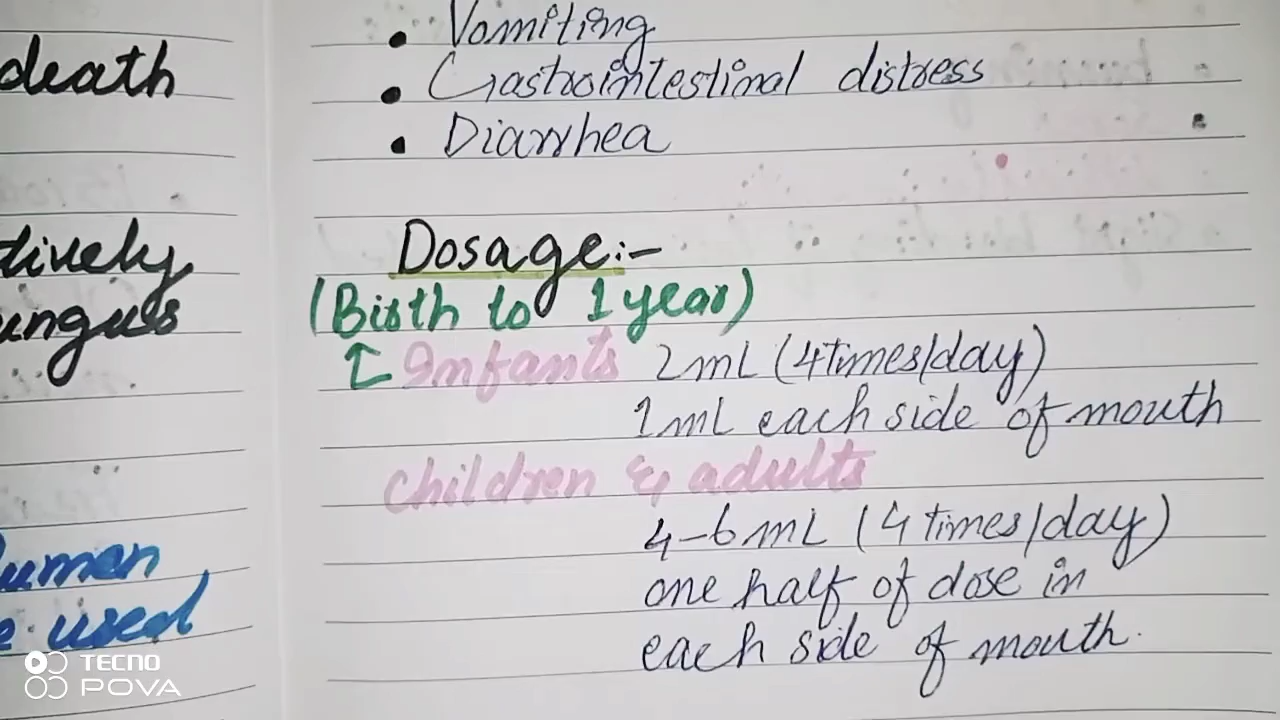 death
tively
ungus
lumen
e used
• Vomiting
• Gastrointestinal distress
• Diarrhea
Dosage:-
(Birth to 1 year)
Infants 2mL (4times/day)
1mL each side of mouth
Children & adults
4-6mL (4 times/day)
one half of dose in
each side of mouth.
TECNO
POVA